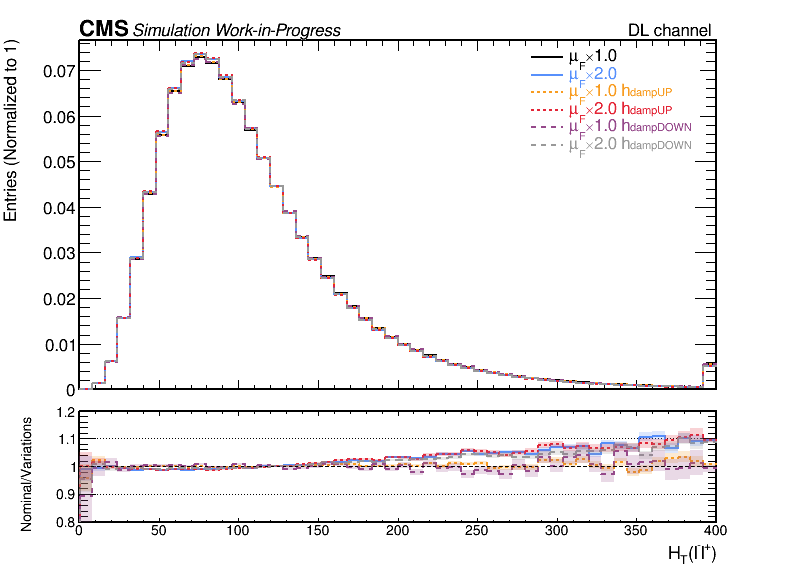 CMS Simulation Work-in-Progress DL channel
Entries (Normalized to 1)
0.07
0.06
0.05
0.04
0.03
0.02
0.01
0
μF×1.0
μF×2.0
μF×1.0 hdampUP
μF×2.0 hdampUP
μF×1.0 hdampDOWN
μF×2.0 hdampDOWN
Nominal/Variations
1.2
1.1
1
0.9
0.8
0 50 100 150 200 250 300 350 400
HT(l-l+)